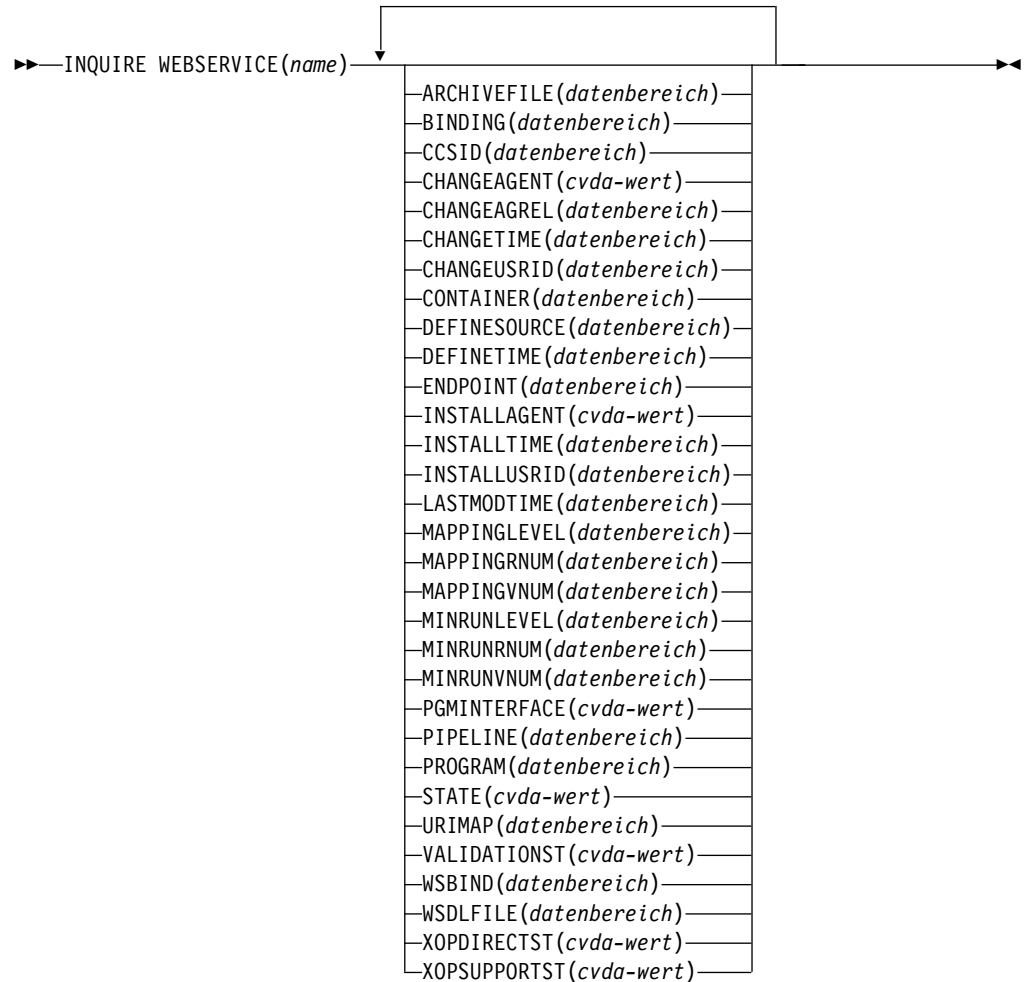 INQUIRE WEBSERVICE(name)
ARCHIVEFILE(datenbereich)
BINDING(datenbereich)
CCSID(datenbereich)
CHANGEAGENT(cvda-wert)
CHANGEAGREL(datenbereich)
CHANGETIME(datenbereich)
CHANGEUSRID(datenbereich)
CONTAINER(datenbereich)
DEFINESOURCE(datenbereich)
DEFINETIME(datenbereich)
ENDPOINT(datenbereich)
INSTALLAGENT(cvda-wert)
INSTALLTIME(datenbereich)
INSTALLUSRID(datenbereich)
LASTMODTIME(datenbereich)
MAPPINGLEVEL(datenbereich)
MAPPINGRNUM(datenbereich)
MAPPINGVNUM(datenbereich)
MINRUNLEVEL(datenbereich)
MINRUNRNUM(datenbereich)
MINRUNVNUM(datenbereich)
PGMINTERFACE(cvda-wert)
PIPELINE(datenbereich)
PROGRAM(datenbereich)
STATE(cvda-wert)
URIMAP(datenbereich)
VALIDATIONST(cvda-wert)
WSBIND(datenbereich)
WSDLFILE(datenbereich)
XOPDIRECTST(cvda-wert)
XOPSUPPORTST(cvda-wert)